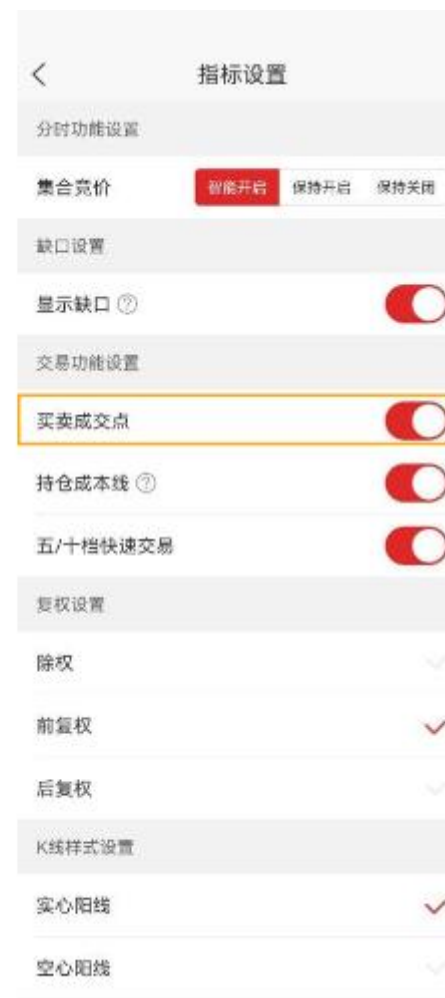 指标设置
分时功能设置
集合竞价 智能开启 保持开启 保持关闭
缺口设置
显示缺口 ?
交易功能设置
买卖成交点
持仓成本线 ?
五/十档快速交易
复权设置
除权
前复权
后复权
K线样式设置
实心阳线
空心阳线